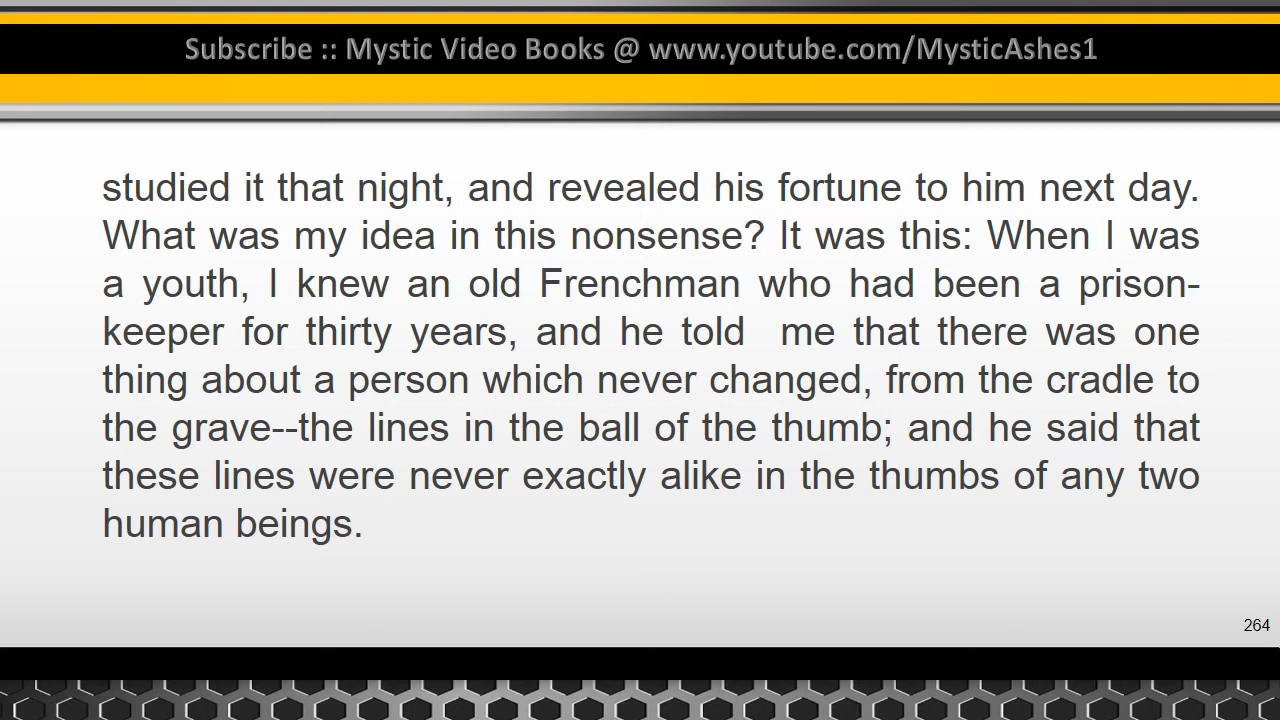 Subscribe :: Mystic Video Books @ www.youtube.com/MysticAshes1
studied it that night, and revealed his fortune to him next day.
What was my idea in this nonsense? It was this: When I was
a youth, I knew an old Frenchman who had been a prison-
keeper for thirty years, and he told  me that there was one
thing about a person which never changed, from the cradle to
the grave--the lines in the ball of the thumb; and he said that
these lines were never exactly alike in the thumbs of any two
human beings.
264